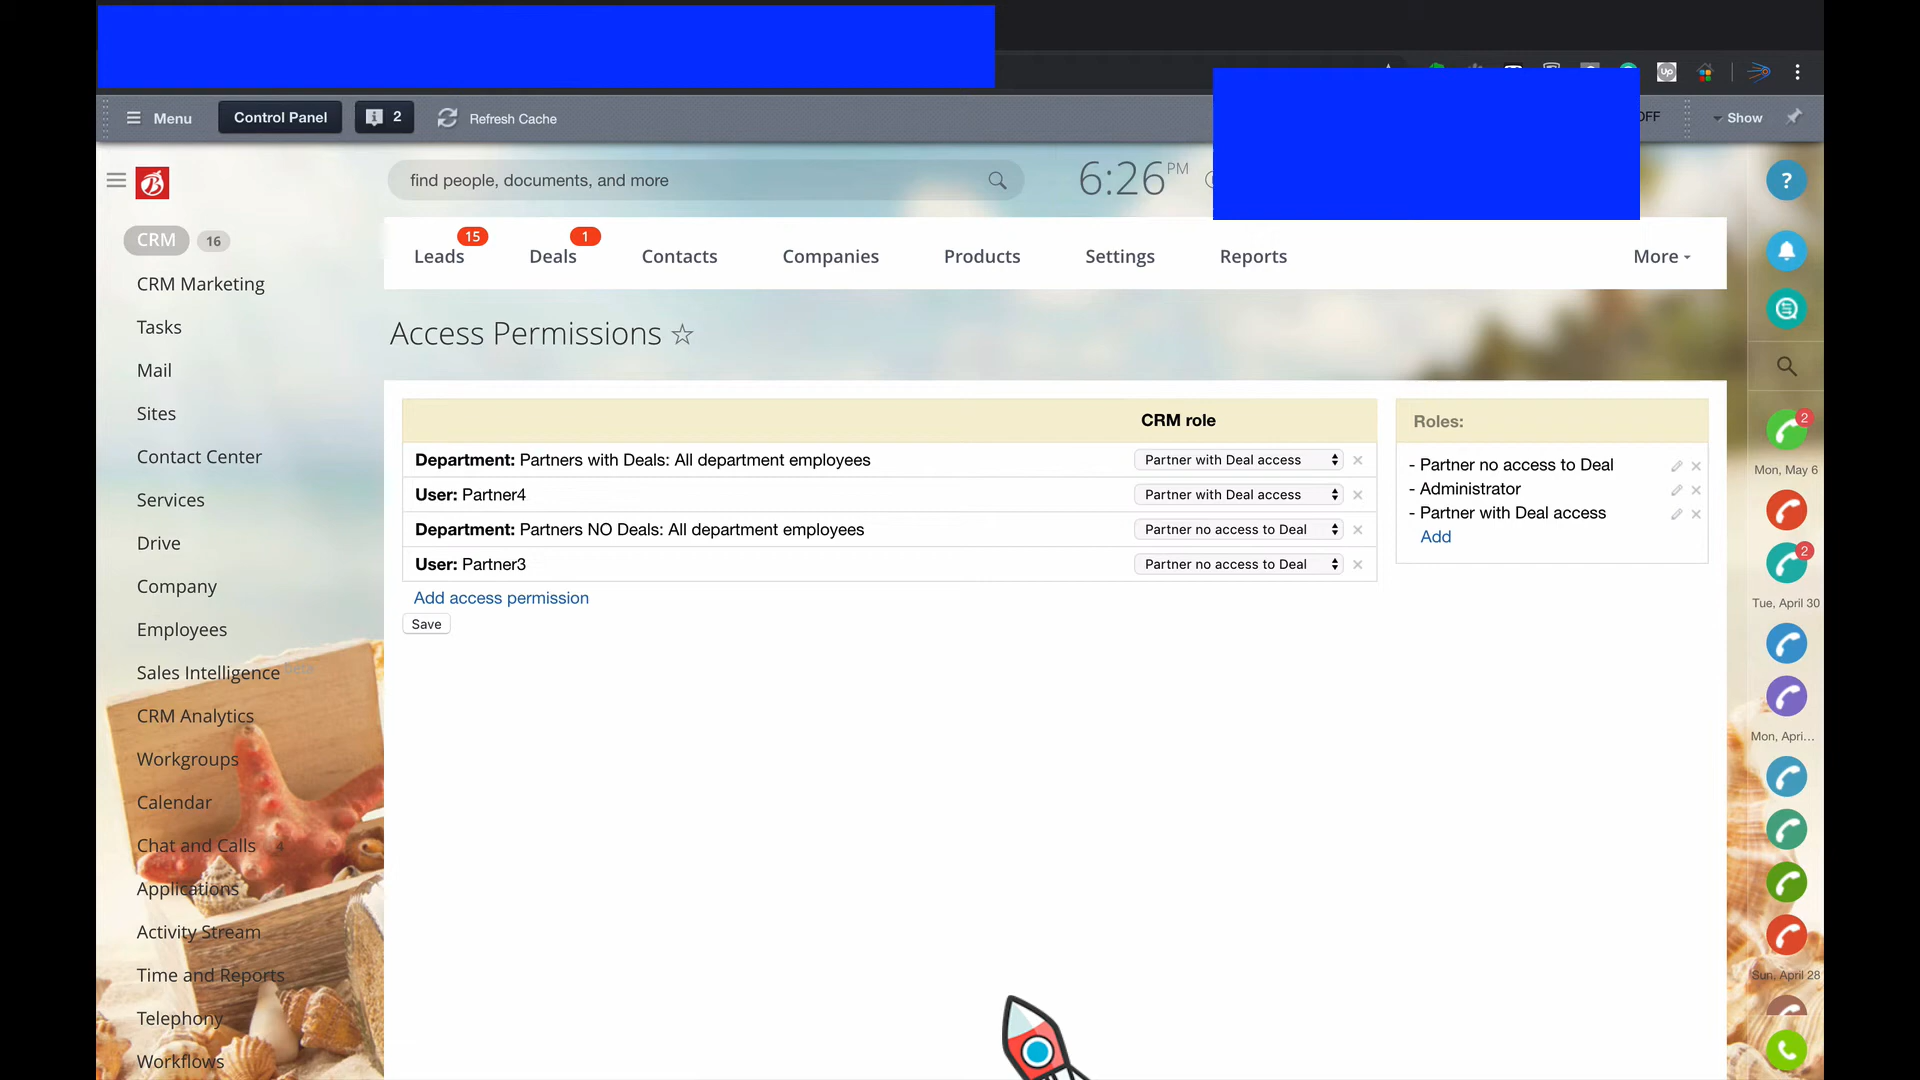 Up
Menu
Control Panel
2
Refresh Cache
OFF
Show
B
find people, documents, and more
6:26 PM
?
CRM 16
CRM Marketing
Tasks
Mail
Sites
Contact Center
Services
Drive
Company
Employees
Sales Intelligence beta
CRM Analytics
Workgroups
Calendar
Chat and Calls 4
Applications
Activity Stream
Time and Reports
Telephony
Workflows
Leads 15
Deals 1
Contacts
Companies
Products
Settings
Reports
More
Access Permissions
CRM role
Department: Partners with Deals: All department employees Partner with Deal access
User: Partner4 Partner with Deal access
Department: Partners NO Deals: All department employees Partner no access to Deal
User: Partner3 Partner no access to Deal
Add access permission
Save
Roles:
- Partner no access to Deal
- Administrator
- Partner with Deal access
Add
2
Mon, May 6
2
Tue, April 30
Mon, Apri...
Sun, April 28